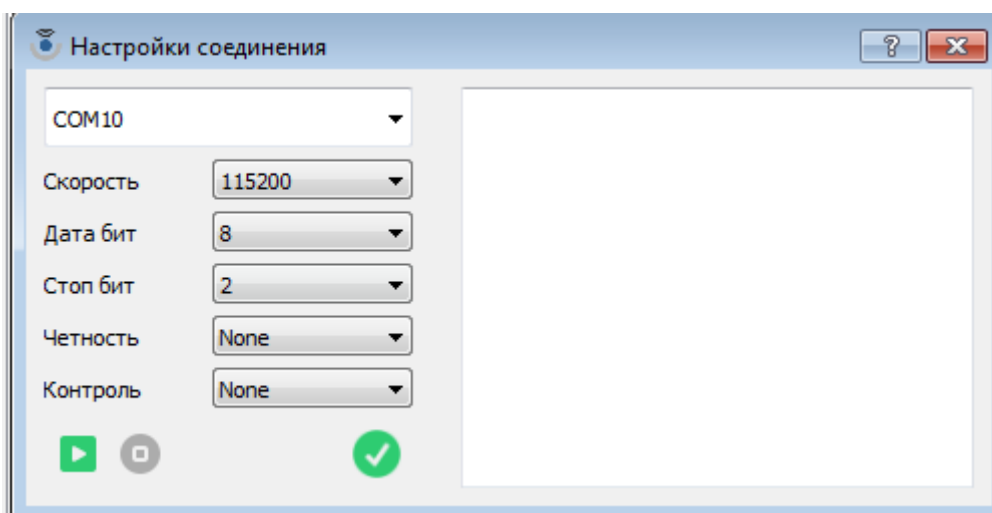 Настройки соединения
COM10
Скорость 115200
Дата бит 8
Стоп бит 2
Четность None
Контроль None